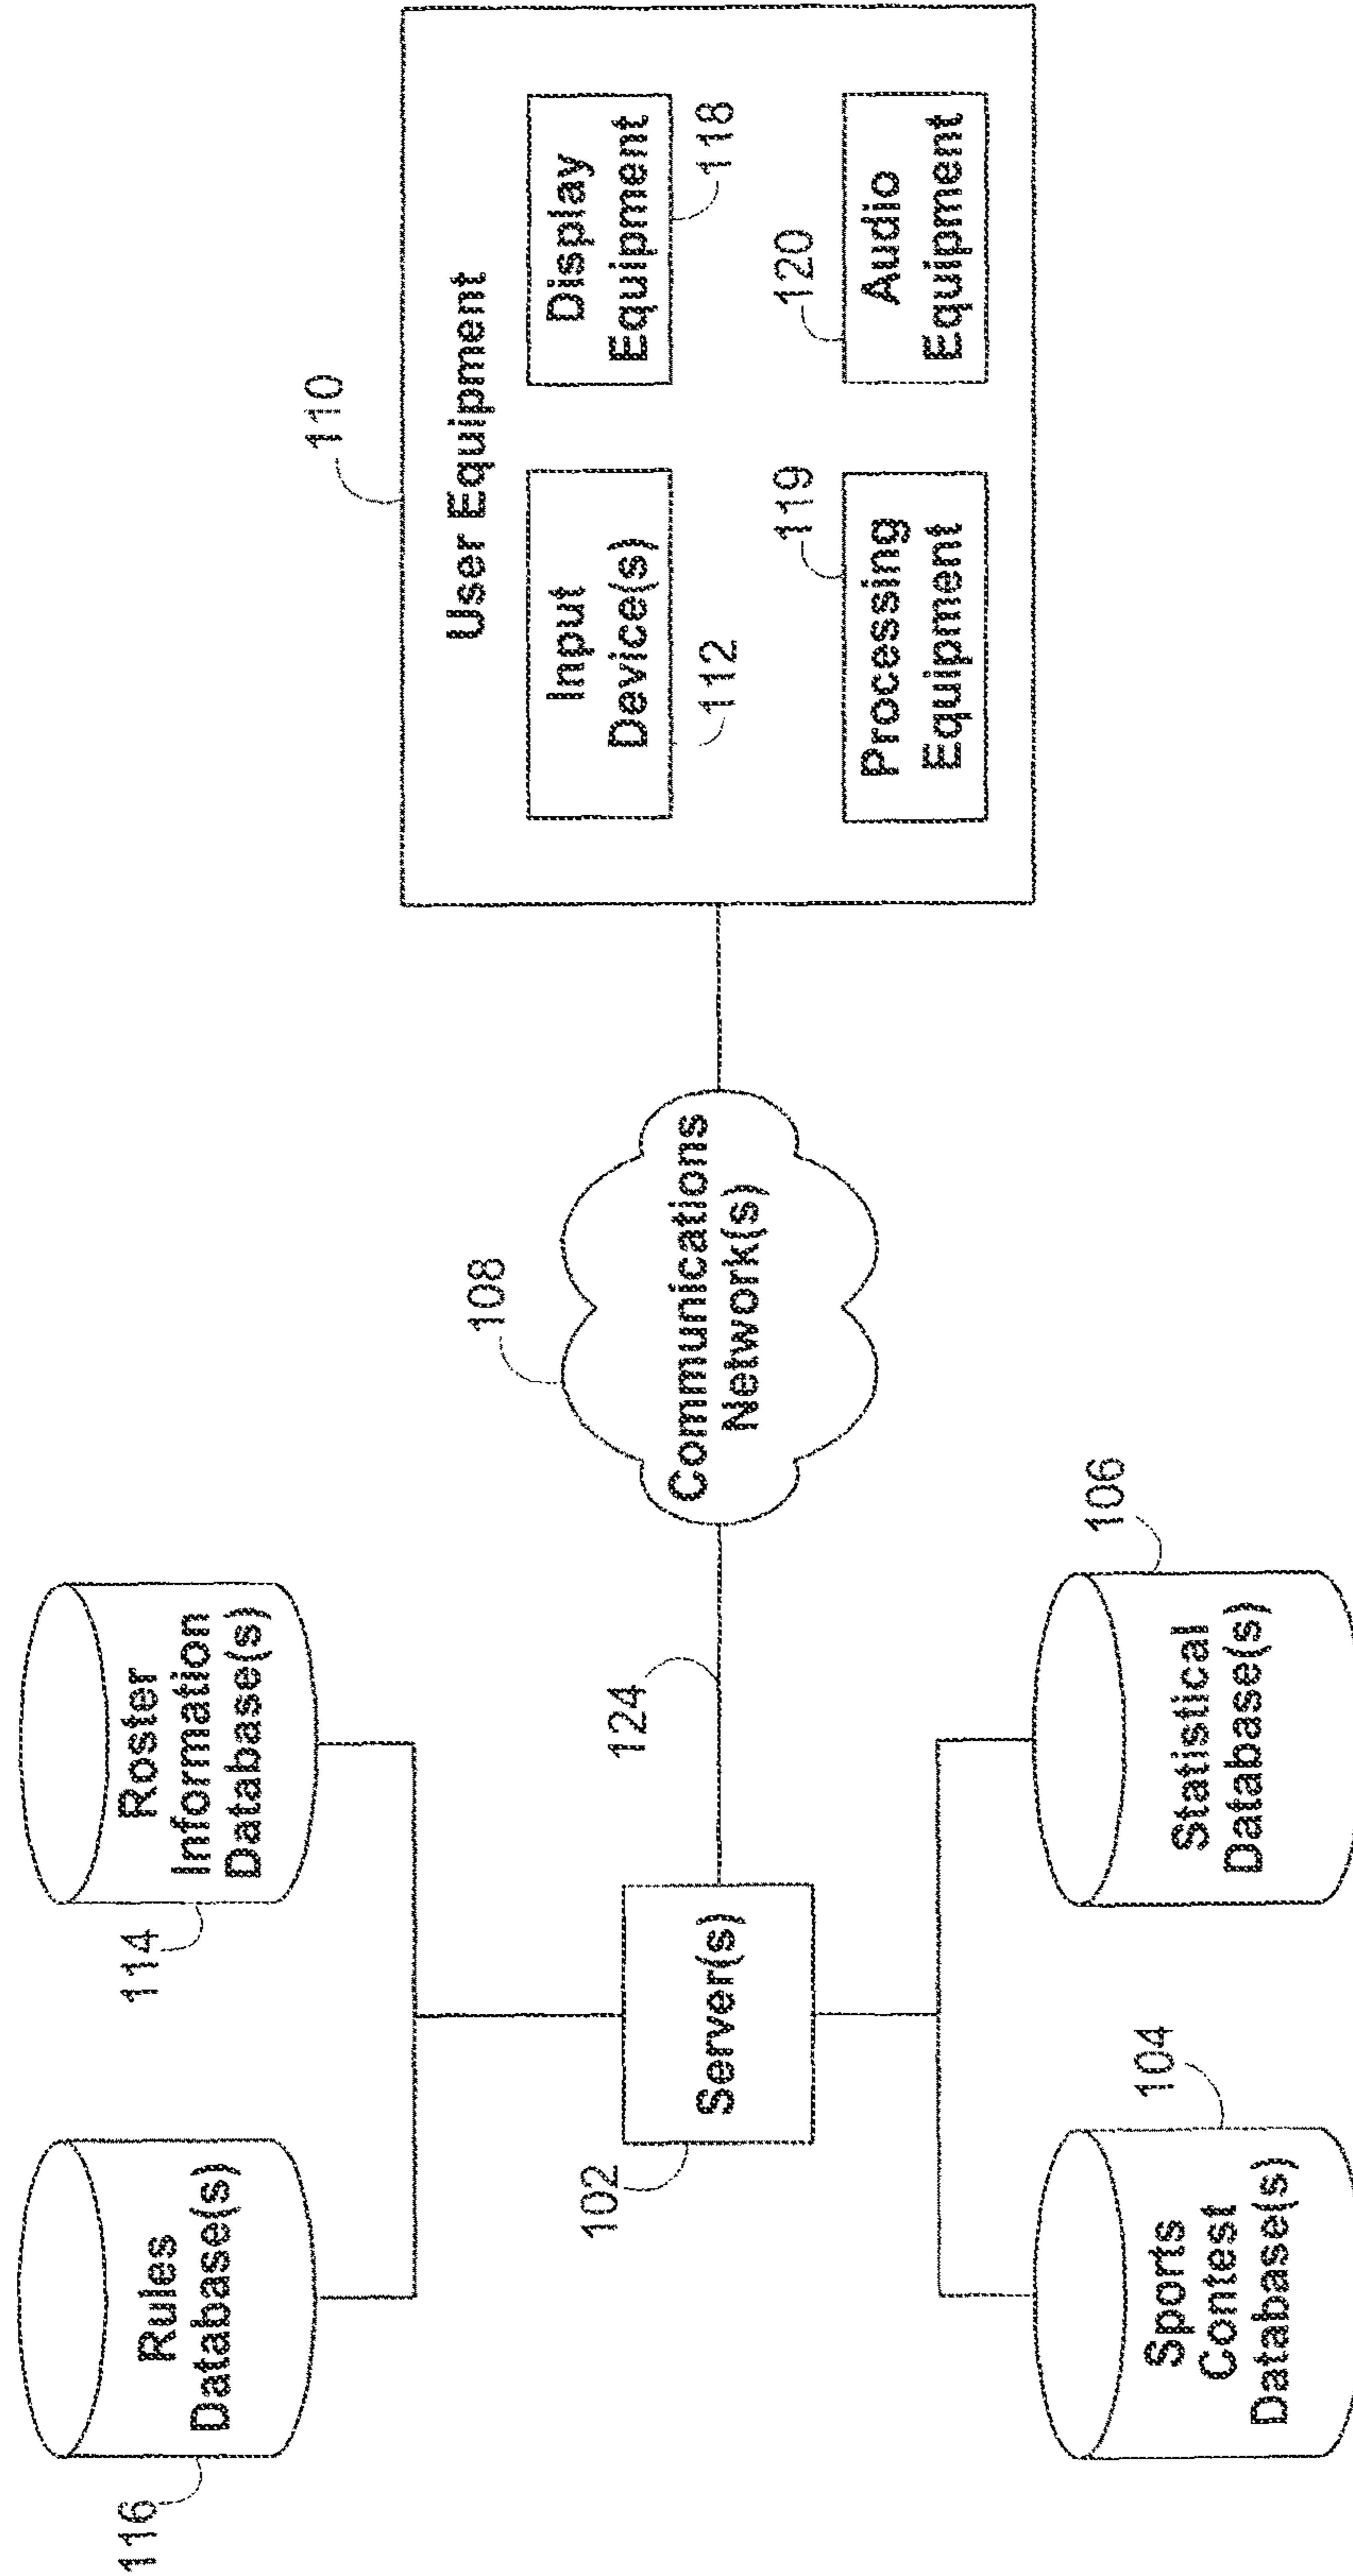 116
Rules
Database(s)
114
Roster
Information
Database(s)
102
Server(s)
124
104
Sports
Contest
Database(s)
106
Statistical
Database(s)
108
Communications
Network(s)
110
User Equipment
Input
Device(s)
112
Display
Equipment
118
119
Processing
Equipment
120
Audio
Equipment